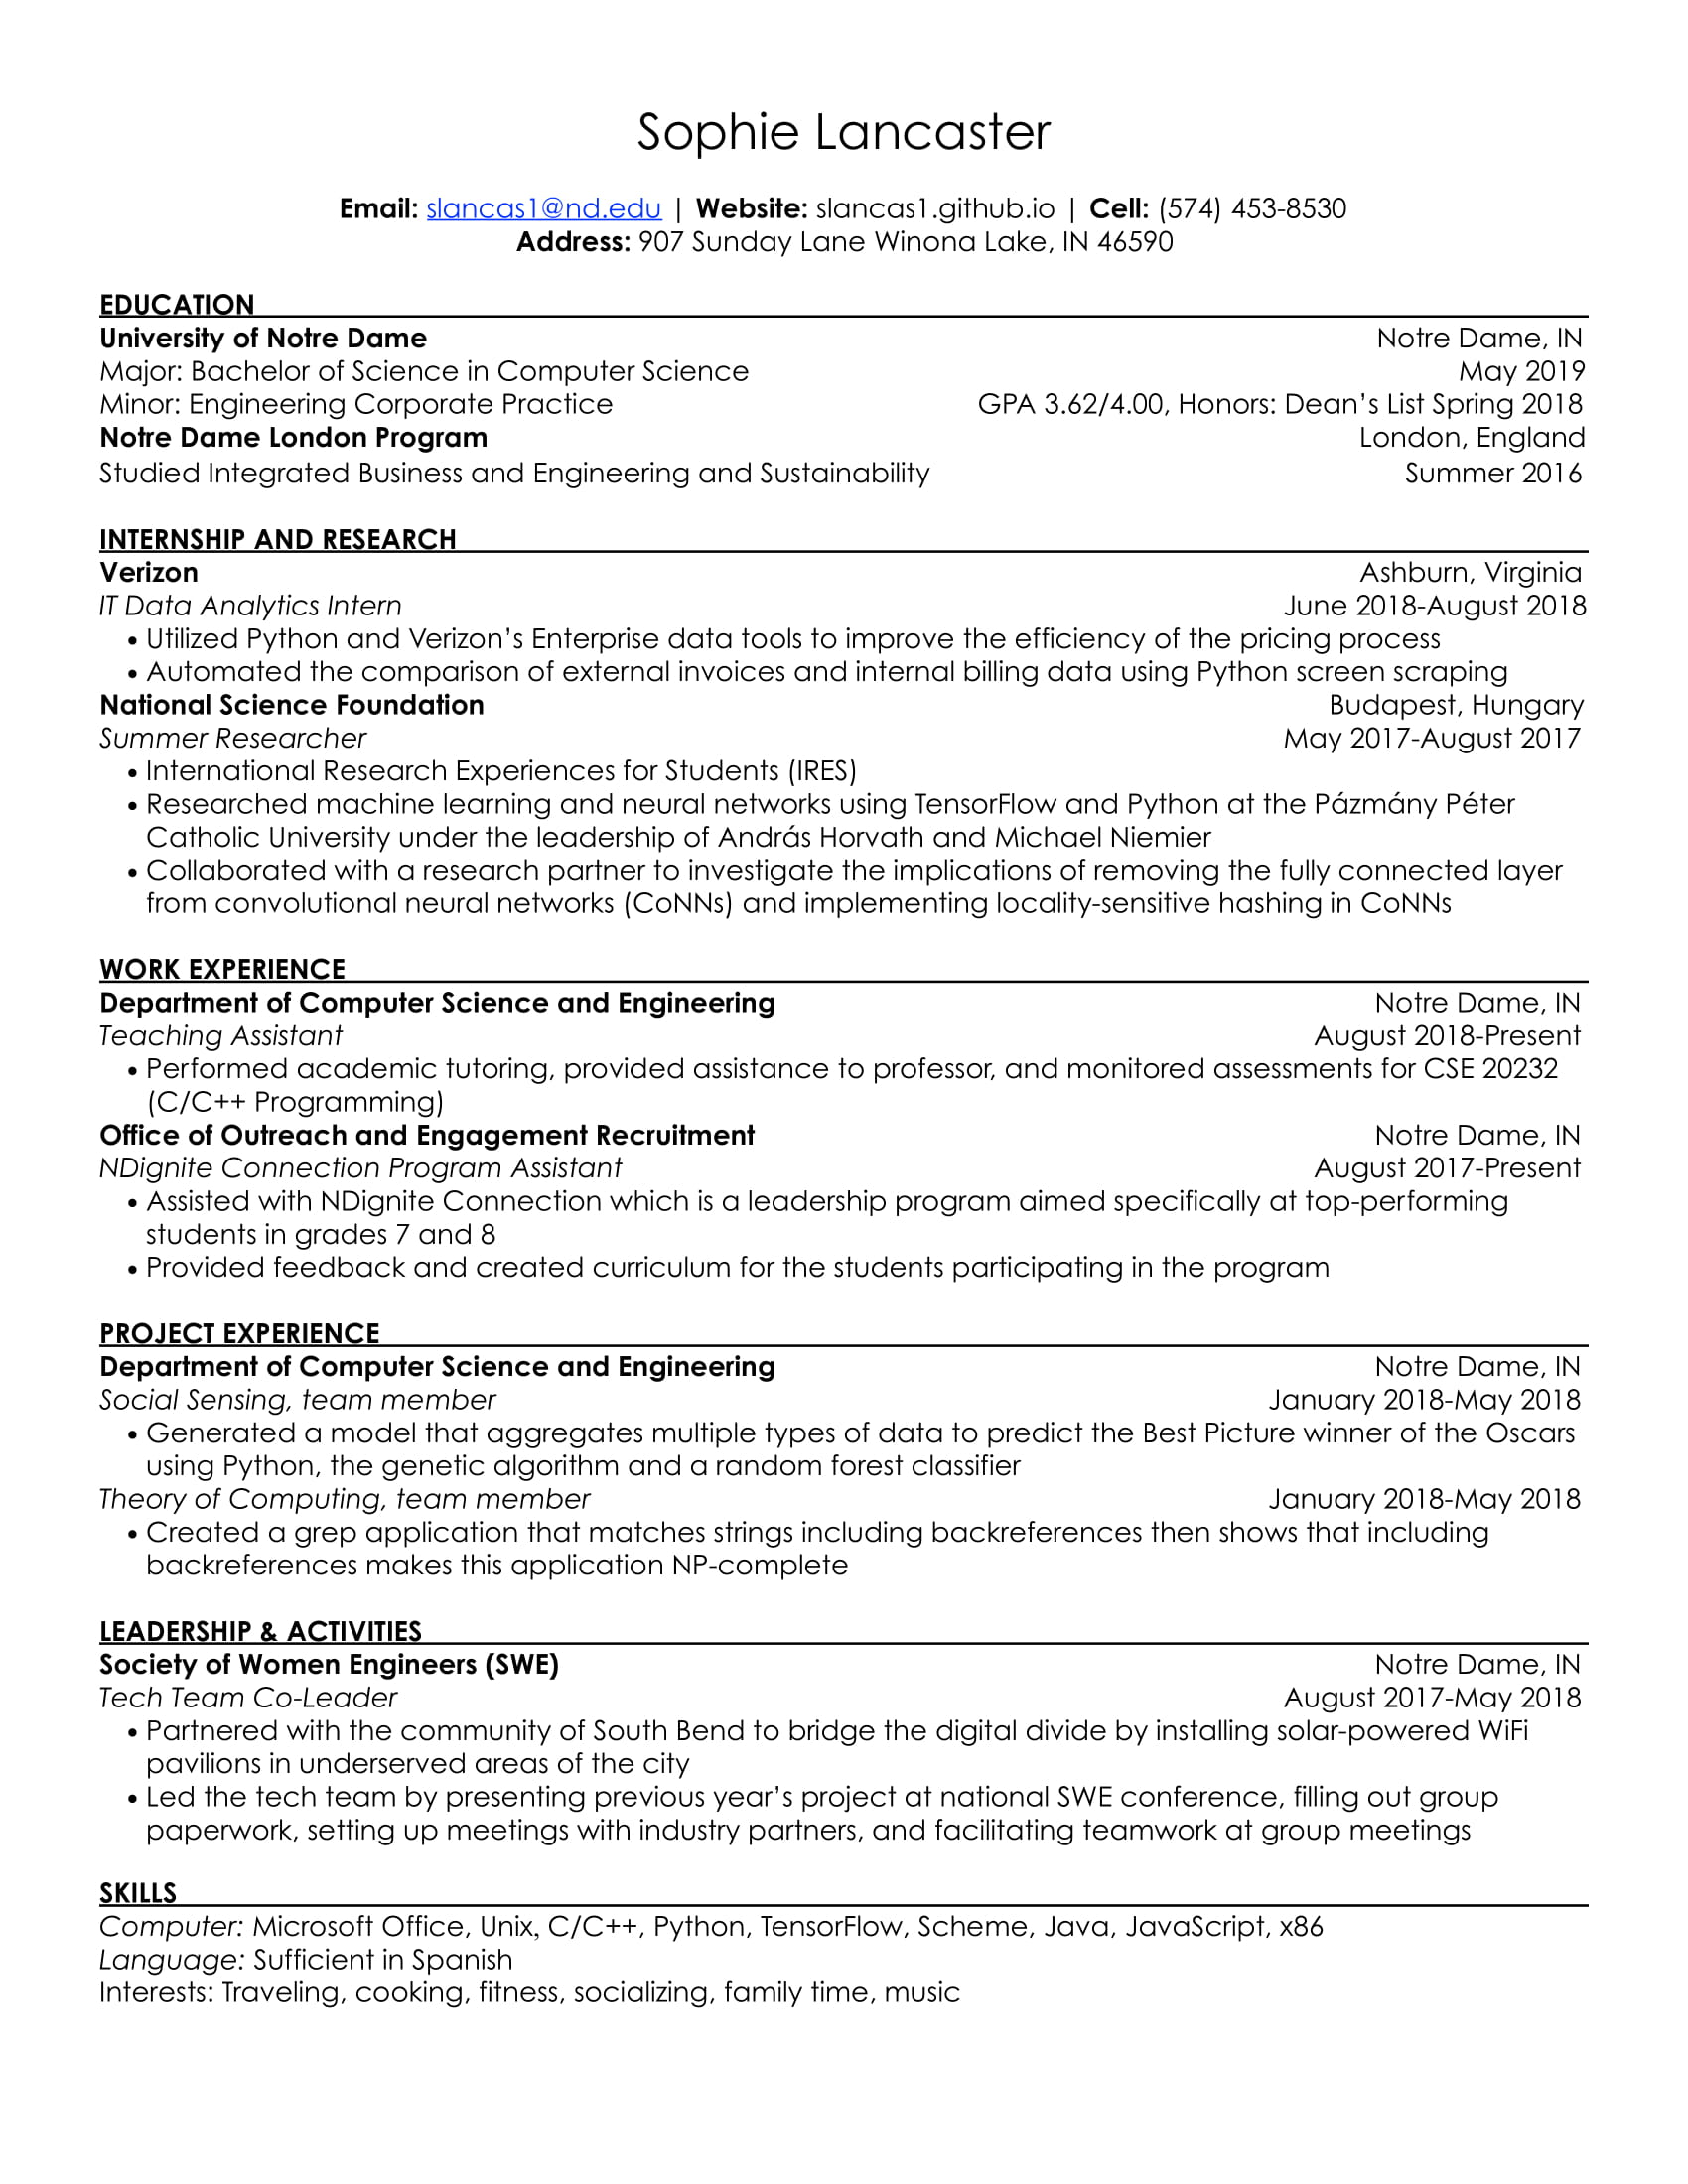 Sophie Lancaster
Email: slancas1@nd.edu | Website: slancas1.github.io | Cell: (574) 453-8530
Address: 907 Sunday Lane Winona Lake, IN 46590
EDUCATION
University of Notre Dame Notre Dame, IN
Major: Bachelor of Science in Computer Science May 2019
Minor: Engineering Corporate Practice GPA 3.62/4.00, Honors: Dean’s List Spring 2018
Notre Dame London Program London, England
Studied Integrated Business and Engineering and Sustainability Summer 2016
INTERNSHIP AND RESEARCH
Verizon Ashburn, Virginia
IT Data Analytics Intern June 2018-August 2018
• Utilized Python and Verizon’s Enterprise data tools to improve the efficiency of the pricing process
• Automated the comparison of external invoices and internal billing data using Python screen scraping
National Science Foundation Budapest, Hungary
Summer Researcher May 2017-August 2017
• International Research Experiences for Students (IRES)
• Researched machine learning and neural networks using TensorFlow and Python at the Pázmány Péter
Catholic University under the leadership of András Horvath and Michael Niemier
• Collaborated with a research partner to investigate the implications of removing the fully connected layer
from convolutional neural networks (CoNNs) and implementing locality-sensitive hashing in CoNNs
WORK EXPERIENCE
Department of Computer Science and Engineering Notre Dame, IN
Teaching Assistant August 2018-Present
• Performed academic tutoring, provided assistance to professor, and monitored assessments for CSE 20232
(C/C++ Programming)
Office of Outreach and Engagement Recruitment Notre Dame, IN
NDignite Connection Program Assistant August 2017-Present
• Assisted with NDignite Connection which is a leadership program aimed specifically at top-performing
students in grades 7 and 8
• Provided feedback and created curriculum for the students participating in the program
PROJECT EXPERIENCE
Department of Computer Science and Engineering Notre Dame, IN
Social Sensing, team member January 2018-May 2018
• Generated a model that aggregates multiple types of data to predict the Best Picture winner of the Oscars
using Python, the genetic algorithm and a random forest classifier
Theory of Computing, team member January 2018-May 2018
• Created a grep application that matches strings including backreferences then shows that including
backreferences makes this application NP-complete
LEADERSHIP & ACTIVITIES
Society of Women Engineers (SWE) Notre Dame, IN
Tech Team Co-Leader August 2017-May 2018
• Partnered with the community of South Bend to bridge the digital divide by installing solar-powered WiFi
pavilions in underserved areas of the city
• Led the tech team by presenting previous year’s project at national SWE conference, filling out group
paperwork, setting up meetings with industry partners, and facilitating teamwork at group meetings
SKILLS
Computer: Microsoft Office, Unix, C/C++, Python, TensorFlow, Scheme, Java, JavaScript, x86
Language: Sufficient in Spanish
Interests: Traveling, cooking, fitness, socializing, family time, music